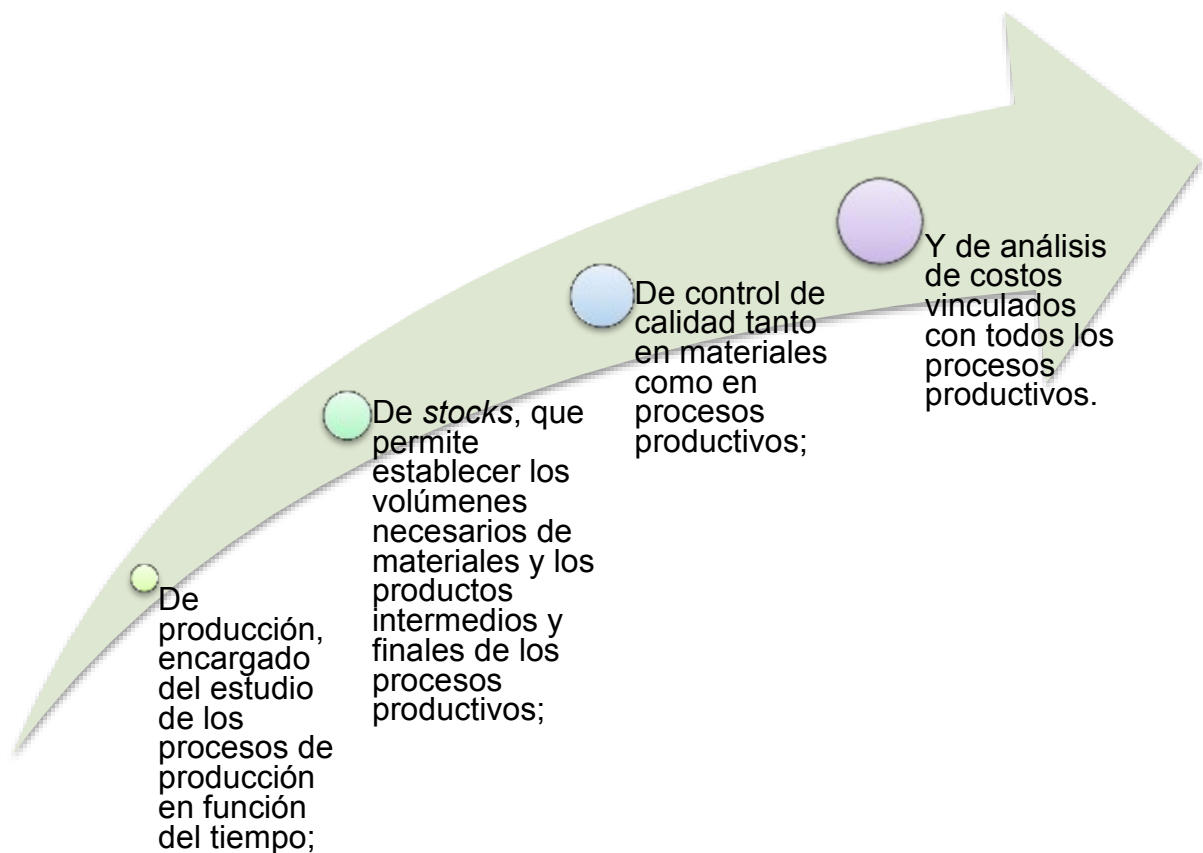 De
producción,
encargado
del estudio
de los
procesos de
producción
en función
del tiempo;
De stocks, que
permite
establecer los
volúmenes
necesarios de
materiales y los
productos
intermedios y
finales de los
procesos
productivos;
De control de
calidad tanto
en materiales
como en
procesos
productivos;
Y de análisis
de costos
vinculados
con todos los
procesos
productivos.